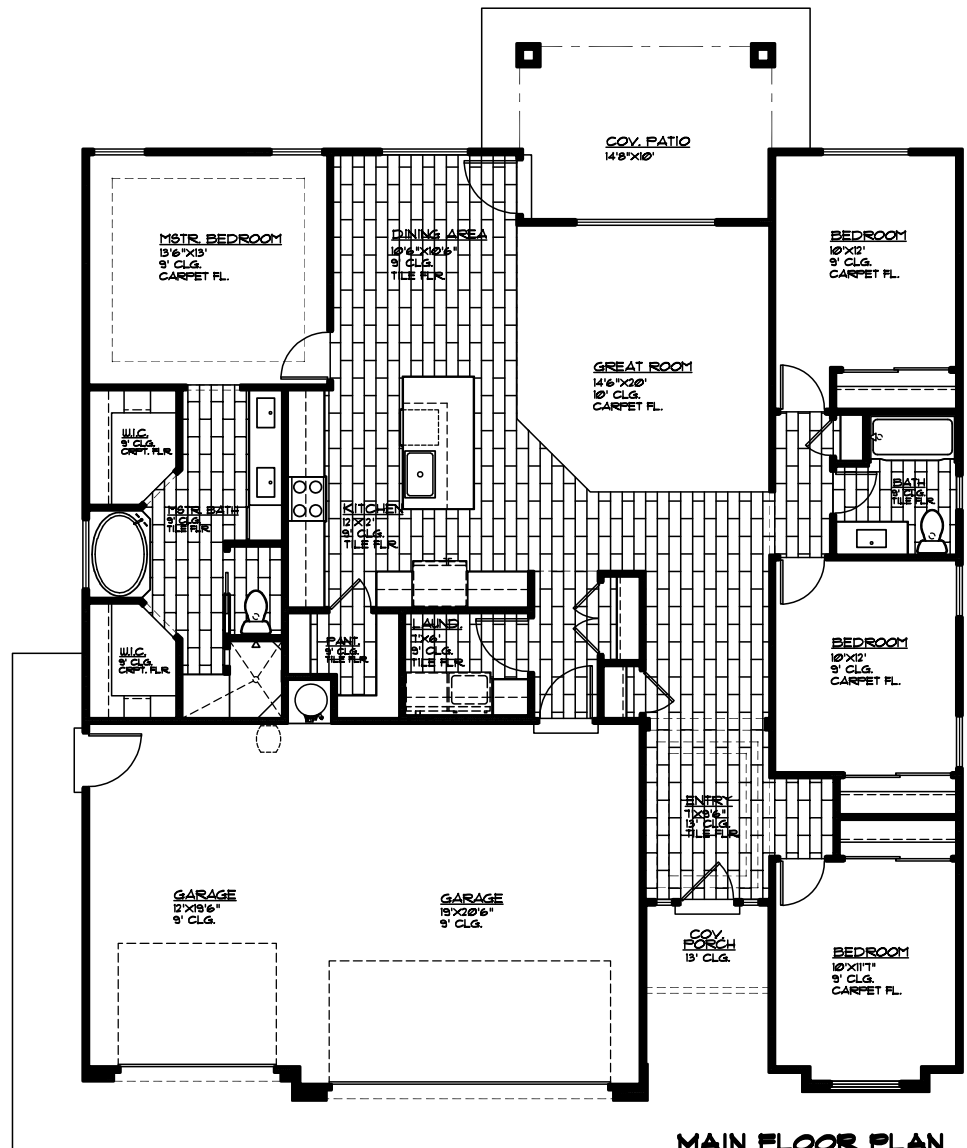 COV. PATIO
14'8"X10'
MSTR. BEDROOM
13'6"X13'
9' CLG.
CARPET FL.
DINING AREA
10'6"X10'6"
9' CLG.
TILE FLR.
BEDROOM
10'X12'
9' CLG.
CARPET FL.
GREAT ROOM
14'6"X20'
10' CLG.
CARPET FL.
W.I.C.
9' CLG.
CRPT. FLR.
MSTR. BATH
9' CLG.
TILE FLR.
KITCHEN
12'X12'
9' CLG.
TILE FLR.
BATH
9' CLG.
TILE FLR.
W.I.C.
9' CLG.
CRPT. FLR.
PANT.
9' CLG.
TILE FLR.
LAUND.
7'X6'
9' CLG.
TILE FLR.
BEDROOM
10'X12'
9' CLG.
CARPET FL.
ENTRY
7'X9'6"
13' CLG.
TILE FLR.
GARAGE
12'X19'6"
9' CLG.
GARAGE
19'X20'6"
9' CLG.
COV.
PORCH
13' CLG.
BEDROOM
10'X11'7"
9' CLG.
CARPET FL.
MAIN FLOOR PLAN